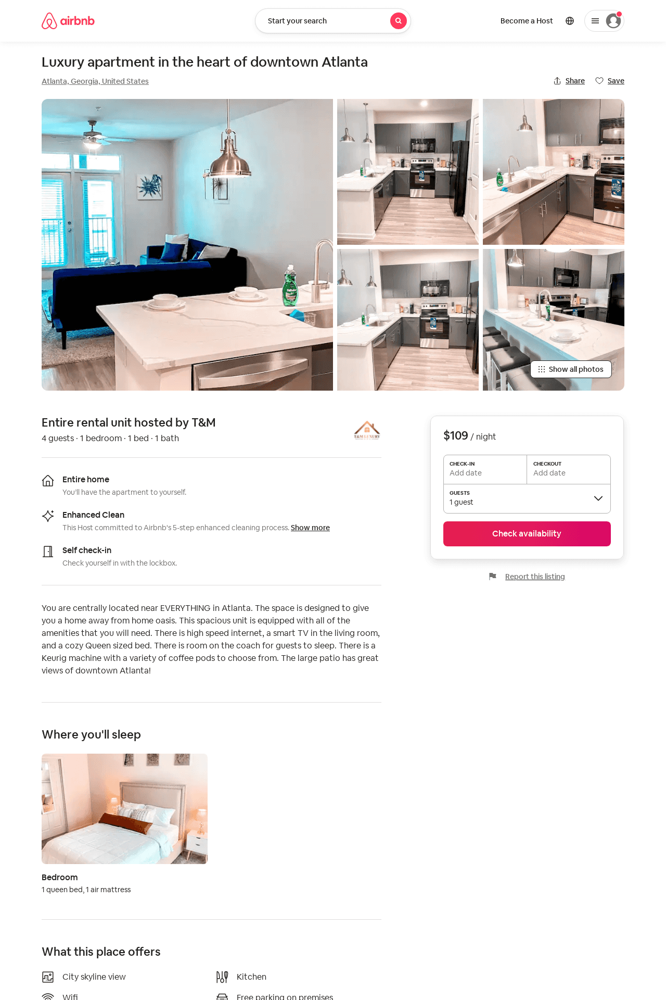 airbnb
Start your search
Become a Host
Luxury apartment in the heart of downtown Atlanta
Atlanta, Georgia, United States
Share
Save
Show all photos
Entire rental unit hosted by T&M
4 guests · 1 bedroom · 1 bed · 1 bath
T&M LUXURY
$109 / night
CHECK-IN
Add date
CHECKOUT
Add date
GUESTS
1 guest
Check availability
Report this listing
Entire home
You'll have the apartment to yourself.
Enhanced Clean
This Host committed to Airbnb's 5-step enhanced cleaning process. Show more
Self check-in
Check yourself in with the lockbox.
You are centrally located near EVERYTHING in Atlanta. The space is designed to give
you a home away from home oasis. This spacious unit is equipped with all of the
amenities that you will need. There is high speed internet, a smart TV in the living room,
and a cozy Queen sized bed. There is room on the coach for guests to sleep. There is a
Keurig machine with a variety of coffee pods to choose from. The large patio has great
views of downtown Atlanta!
Where you'll sleep
Bedroom
1 queen bed, 1 air mattress
What this place offers
City skyline view
Kitchen
Wifi
Free parking on premises